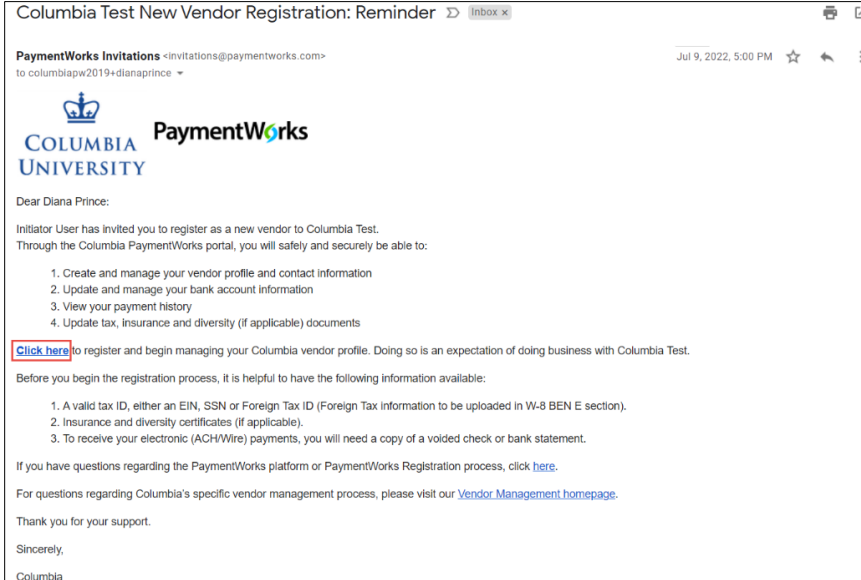 Columbia Test New Vendor Registration: Reminder Inbox x
PaymentWorks Invitations <invitations@paymentworks.com>
Jul 9, 2022, 5:00 PM
to columbiapw2019+dianaprince
COLUMBIA
UNIVERSITY
PaymentWorks
Dear Diana Prince:
Initiator User has invited you to register as a new vendor to Columbia Test.
Through the Columbia PaymentWorks portal, you will safely and securely be able to:
1. Create and manage your vendor profile and contact information
2. Update and manage your bank account information
3. View your payment history
4. Update tax, insurance and diversity (if applicable) documents
Click here to register and begin managing your Columbia vendor profile. Doing so is an expectation of doing business with Columbia Test.
Before you begin the registration process, it is helpful to have the following information available:
1. A valid tax ID, either an EIN, SSN or Foreign Tax ID (Foreign Tax information to be uploaded in W-8 BEN E section).
2. Insurance and diversity certificates (if applicable).
3. To receive your electronic (ACH/Wire) payments, you will need a copy of a voided check or bank statement.
If you have questions regarding the PaymentWorks platform or PaymentWorks Registration process, click here.
For questions regarding Columbia's specific vendor management process, please visit our Vendor Management homepage.
Thank you for your support.
Sincerely,
Columbia